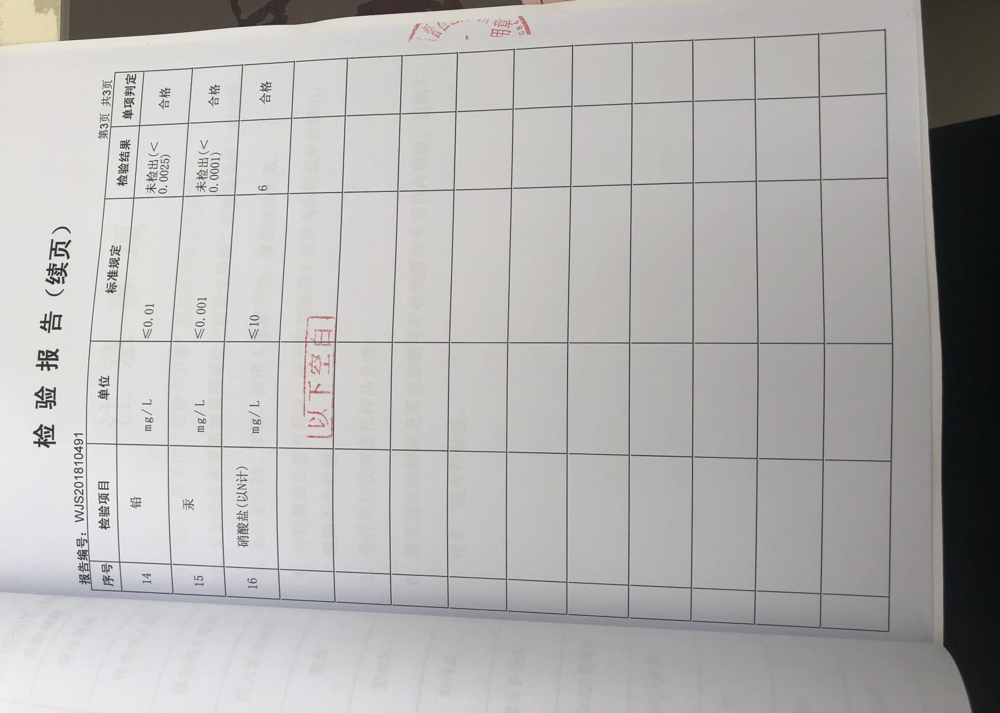 检 验 报 告（续页）
报告编号：WJS201810491 第3页 共3页
序号 检验项目 单位 标准规定 检验结果 单项判定
14 铅 mg/L ≤0.01 未检出(<
0.0025) 合格
15 汞 mg/L ≤0.001 未检出(<
0.0001) 合格
16 硝酸盐(以N计) mg/L ≤10 6 合格
以下空白
用章